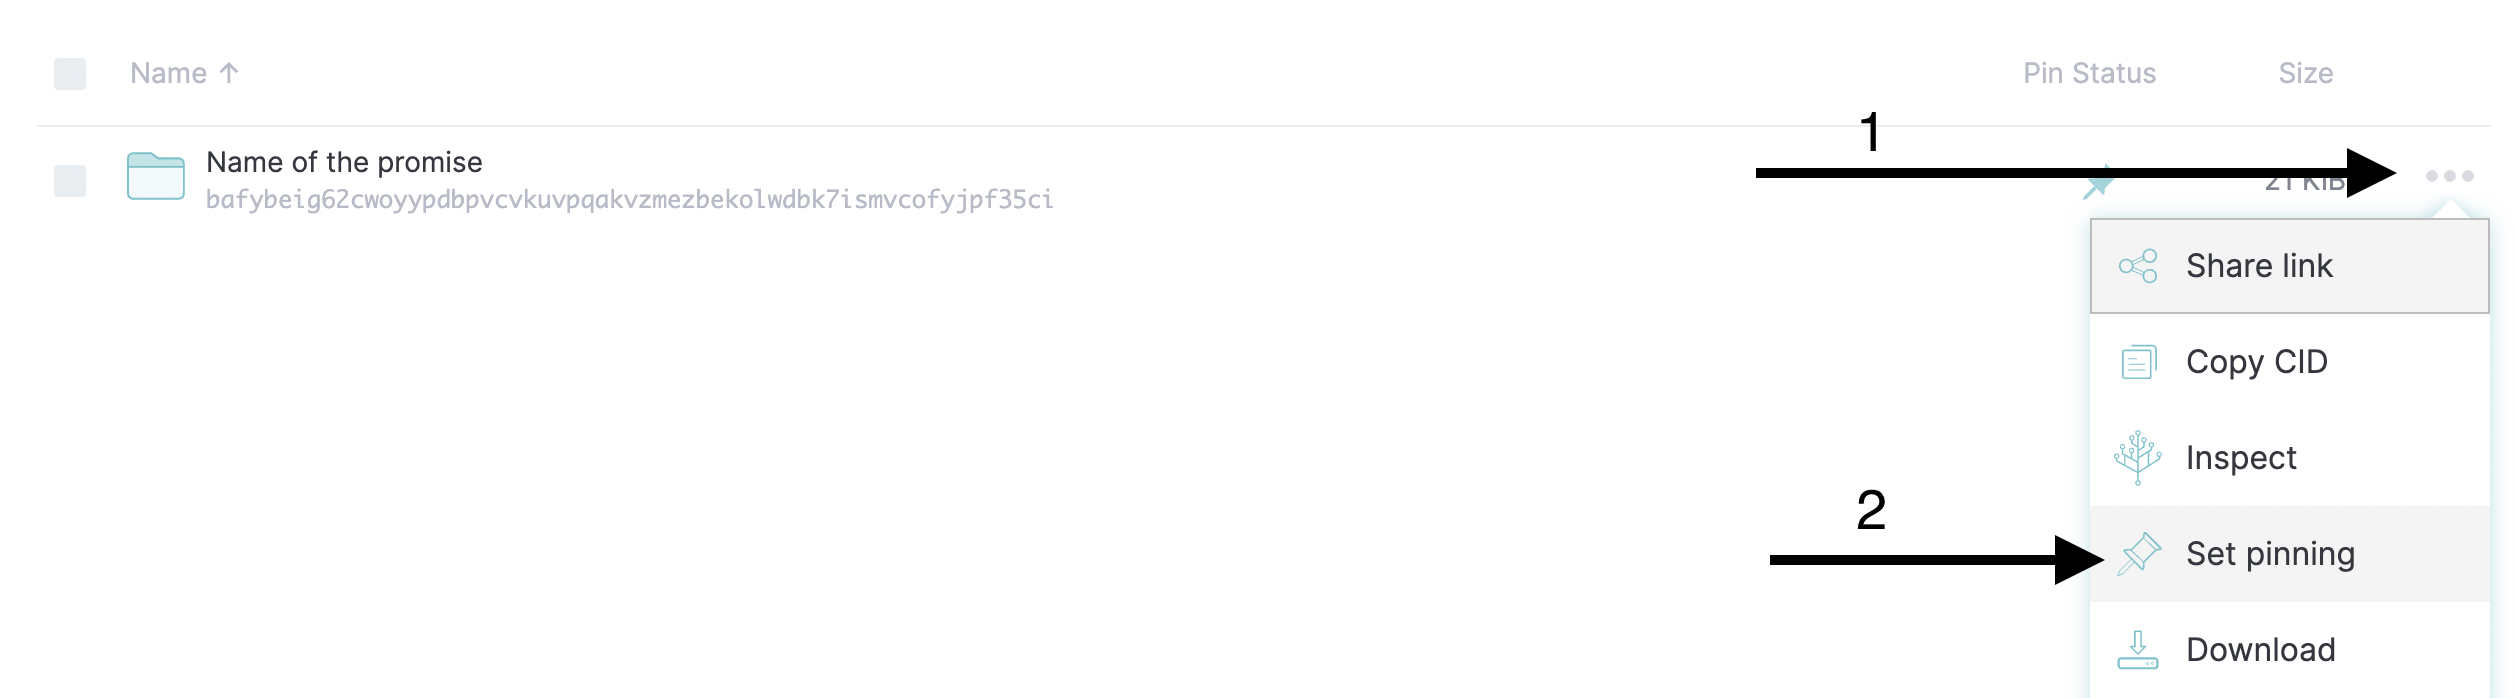 Name ↑ Pin Status Size
1
Name of the promise
bafybeig62cwoyypdbpvcvkuvpqakvzmezbekolwdbk7ismvcofyjpf35ci
21 KiB
Share link
Copy CID
Inspect
2
Set pinning
Download